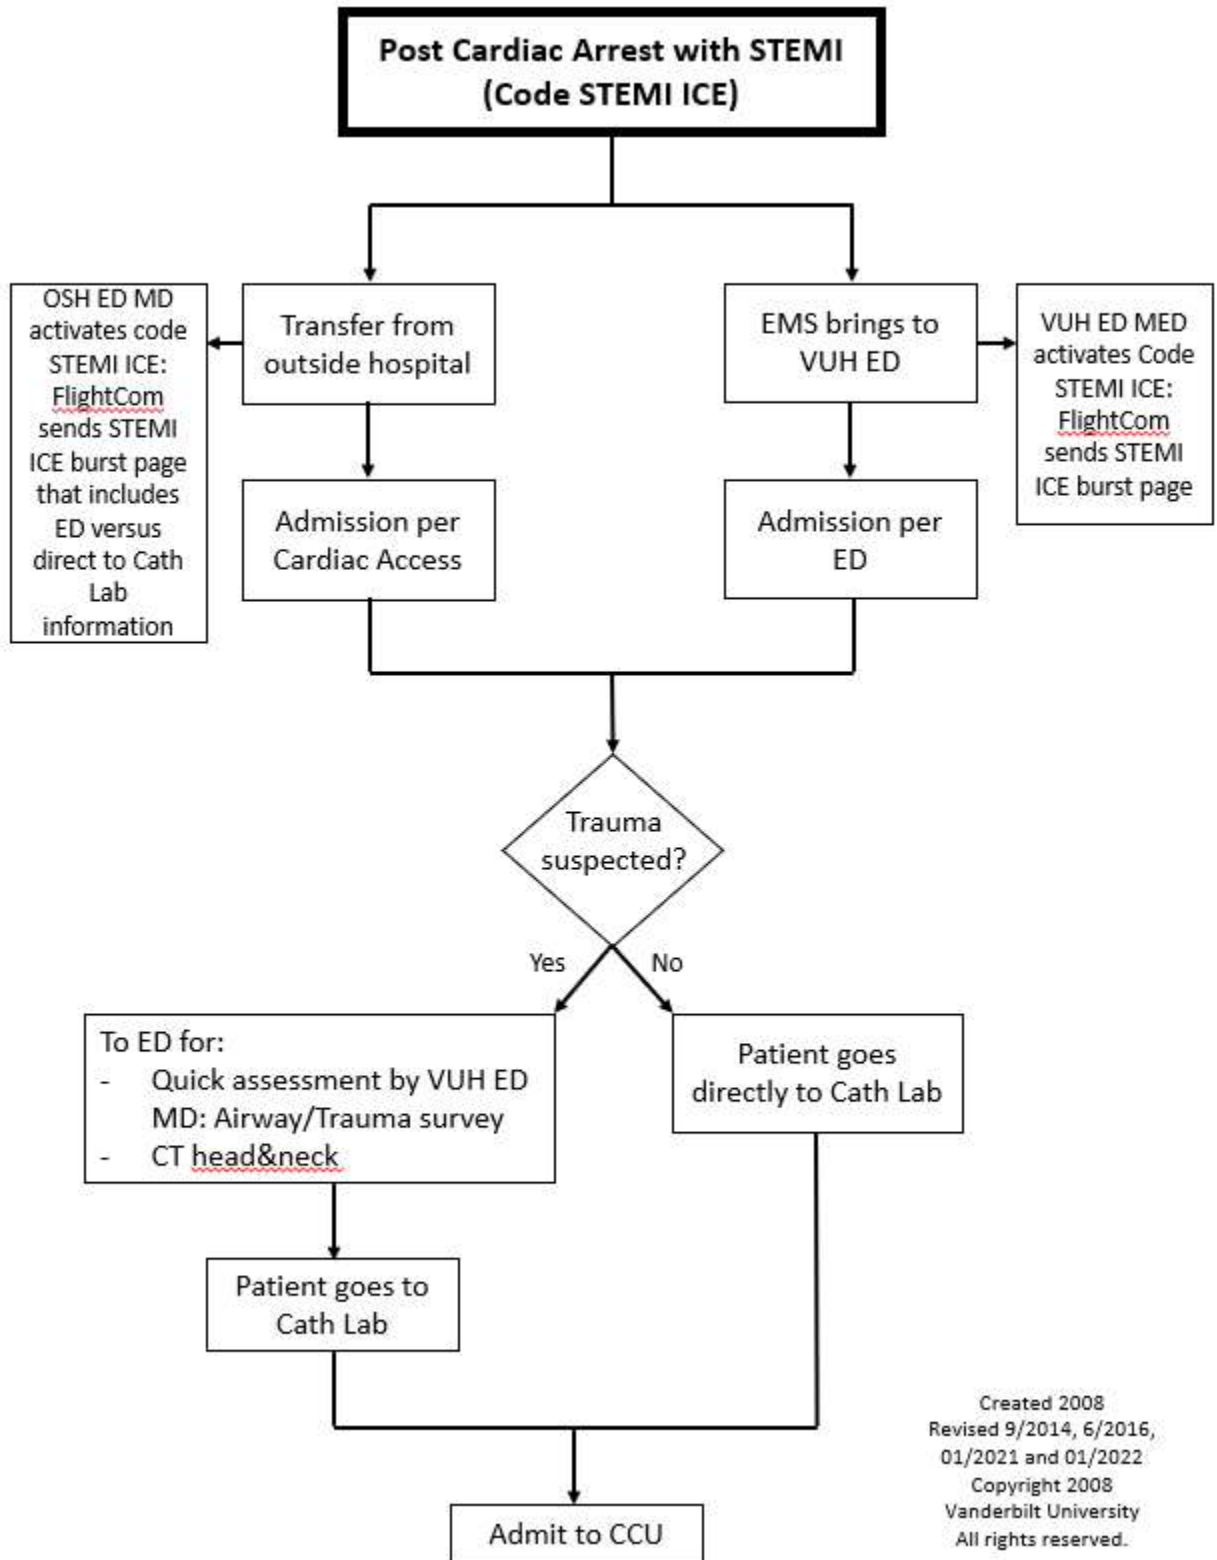 Post Cardiac Arrest with STEMI
(Code STEMI ICE)
OSH ED MD
activates code
STEMI ICE:
FlightCom
sends STEMI
ICE burst page
that includes
ED versus
direct to Cath
Lab
information
Transfer from
outside hospital
EMS brings to
VUH ED
VUH ED MED
activates Code
STEMI ICE:
FlightCom
sends STEMI
ICE burst page
Admission per
Cardiac Access
Admission per
ED
Trauma
suspected?
Yes
No
To ED for:
- Quick assessment by VUH ED
MD: Airway/Trauma survey
- CT head&neck
Patient goes
directly to Cath Lab
Patient goes to
Cath Lab
Admit to CCU
Created 2008
Revised 9/2014, 6/2016,
01/2021 and 01/2022
Copyright 2008
Vanderbilt University
All rights reserved.